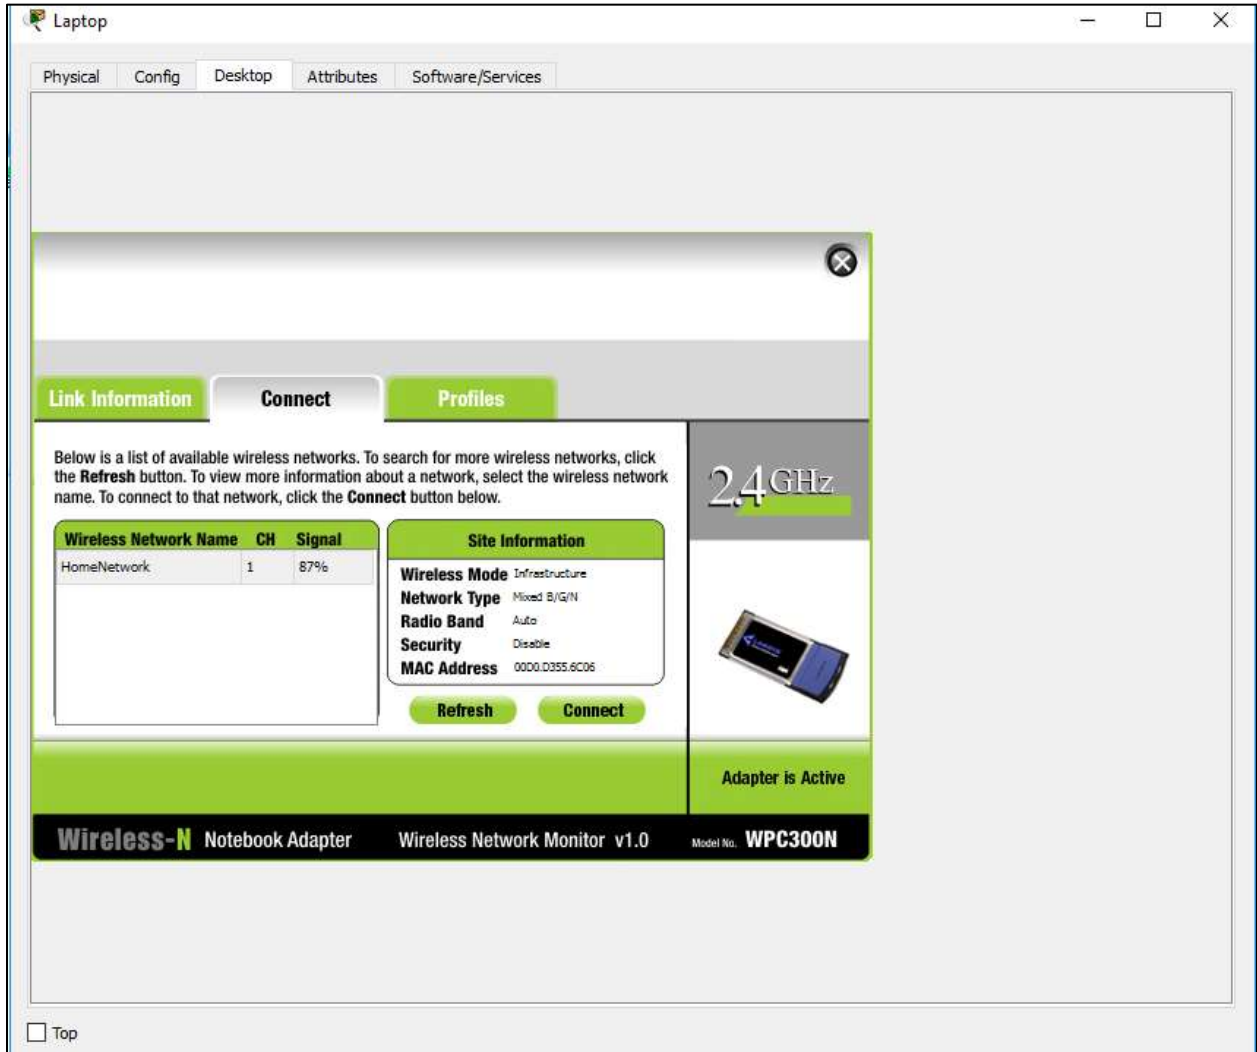 Laptop
Physical Config Desktop Attributes Software/Services
Link Information Connect Profiles
Below is a list of available wireless networks. To search for more wireless networks, click
the Refresh button. To view more information about a network, select the wireless network
name. To connect to that network, click the Connect button below.
2.4GHz
Wireless Network Name CH Signal
HomeNetwork 1 87%
Site Information
Wireless Mode Infrastructure
Network Type Mixed B/G/N
Radio Band Auto
Security Disable
MAC Address 00D0.D355.6C06
Refresh Connect
Adapter is Active
Wireless-N Notebook Adapter Wireless Network Monitor v1.0 Model No. WPC300N
Top